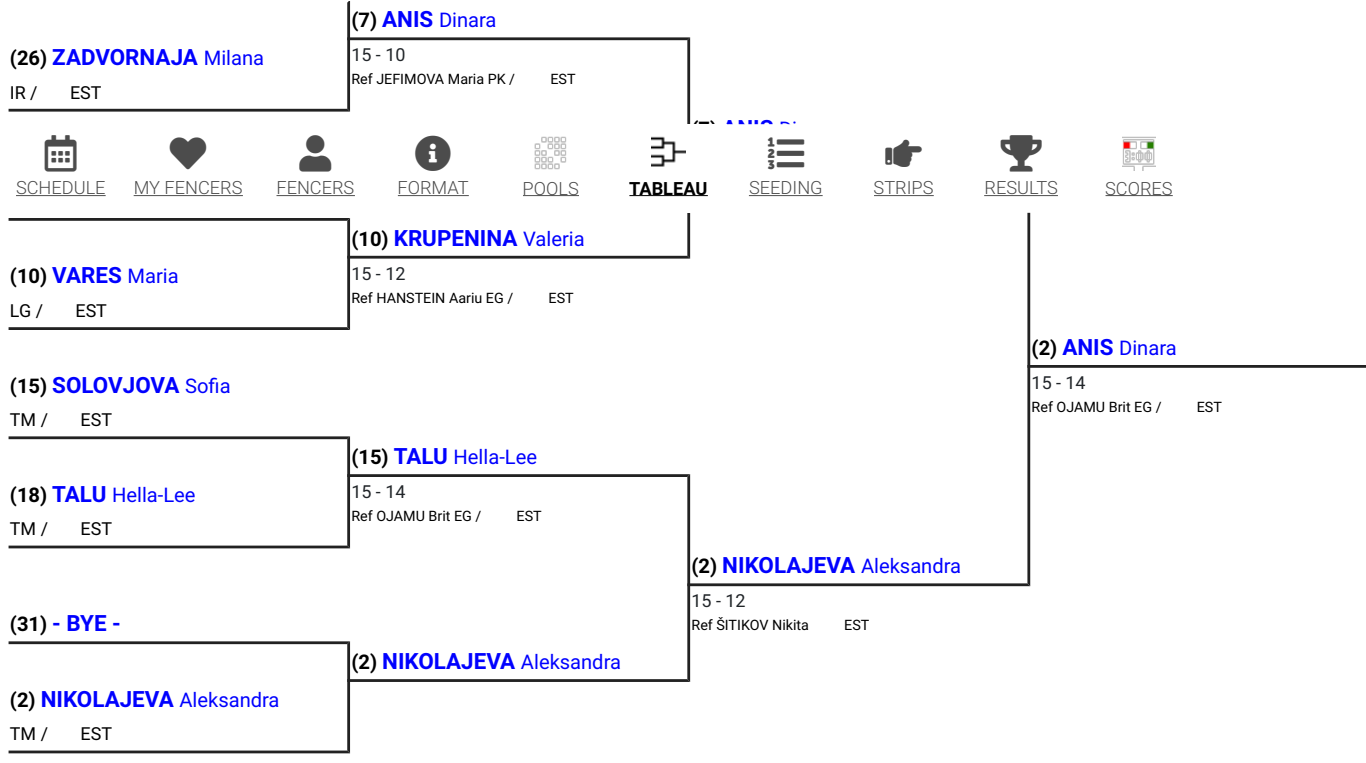 (7) ANIS Dinara
(26) ZADVORNAJA Milana
15 - 10
Ref JEFIMOVA Maria PK / EST
IR / EST
SCHEDULE MY FENCERS FENCERS FORMAT POOLS TABLEAU SEEDING STRIPS RESULTS SCORES
(10) KRUPENINA Valeria
(10) VARES Maria
15 - 12
Ref HANSTEIN Aariu EG / EST
LG / EST
(2) ANIS Dinara
15 - 14
Ref OJAMU Brit EG / EST
(15) SOLOVJOVA Sofia
TM / EST
(15) TALU Hella-Lee
(18) TALU Hella-Lee
15 - 14
Ref OJAMU Brit EG / EST
TM / EST
(2) NIKOLAJEVA Aleksandra
15 - 12
Ref ŠITIKOV Nikita EST
(31) - BYE -
(2) NIKOLAJEVA Aleksandra
(2) NIKOLAJEVA Aleksandra
TM / EST